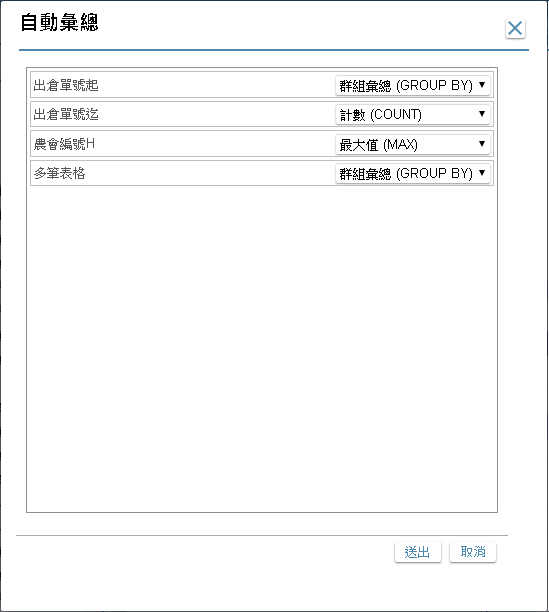 自動彙總
出倉單號起 群組彙總 (GROUP BY)
出倉單號迄 計數 (COUNT)
農會編號H 最大值 (MAX)
多筆表格 群組彙總 (GROUP BY)
送出 取消